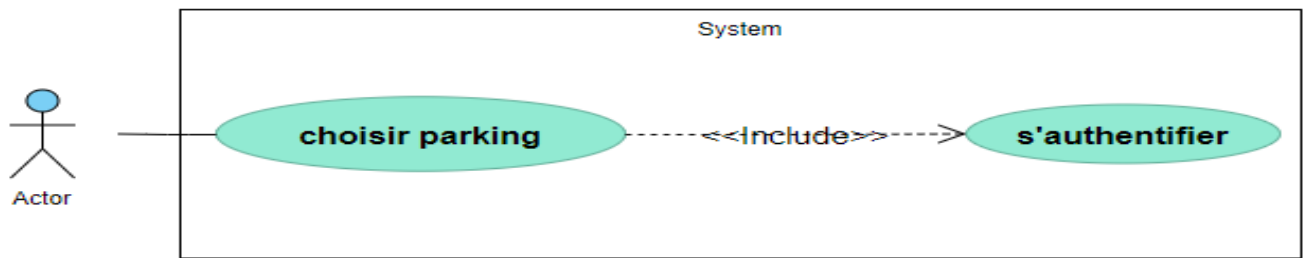 System
choisir parking
<<Include>>
s'authentifier
Actor